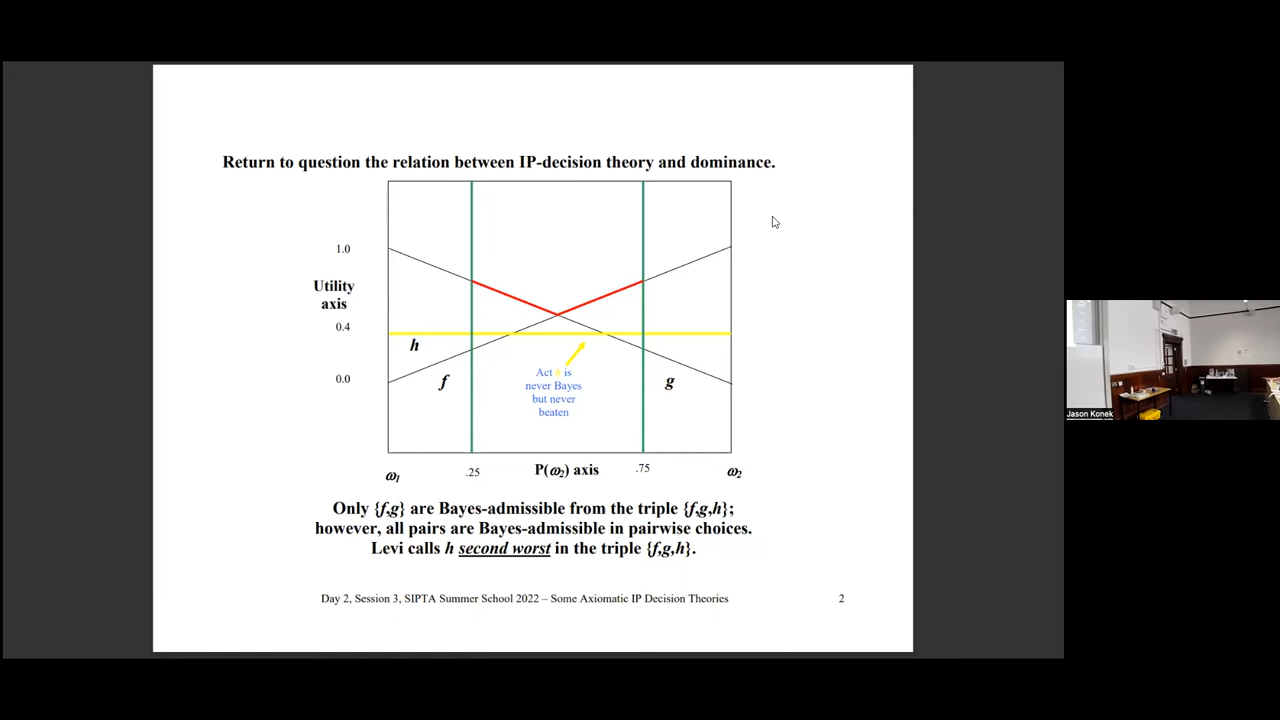 Return to question the relation between IP-decision theory and dominance.
1.0
Utility
axis
0.4
h
0.0
f
g
Act h is
never Bayes
but never
beaten
ω1
.25
P(ω2) axis
.75
ω2
Only {f,g} are Bayes-admissible from the triple {f,g,h};
however, all pairs are Bayes-admissible in pairwise choices.
Levi calls h second worst in the triple {f,g,h}.
Day 2, Session 3, SIPTA Summer School 2022 – Some Axiomatic IP Decision Theories
2
Jason Konek